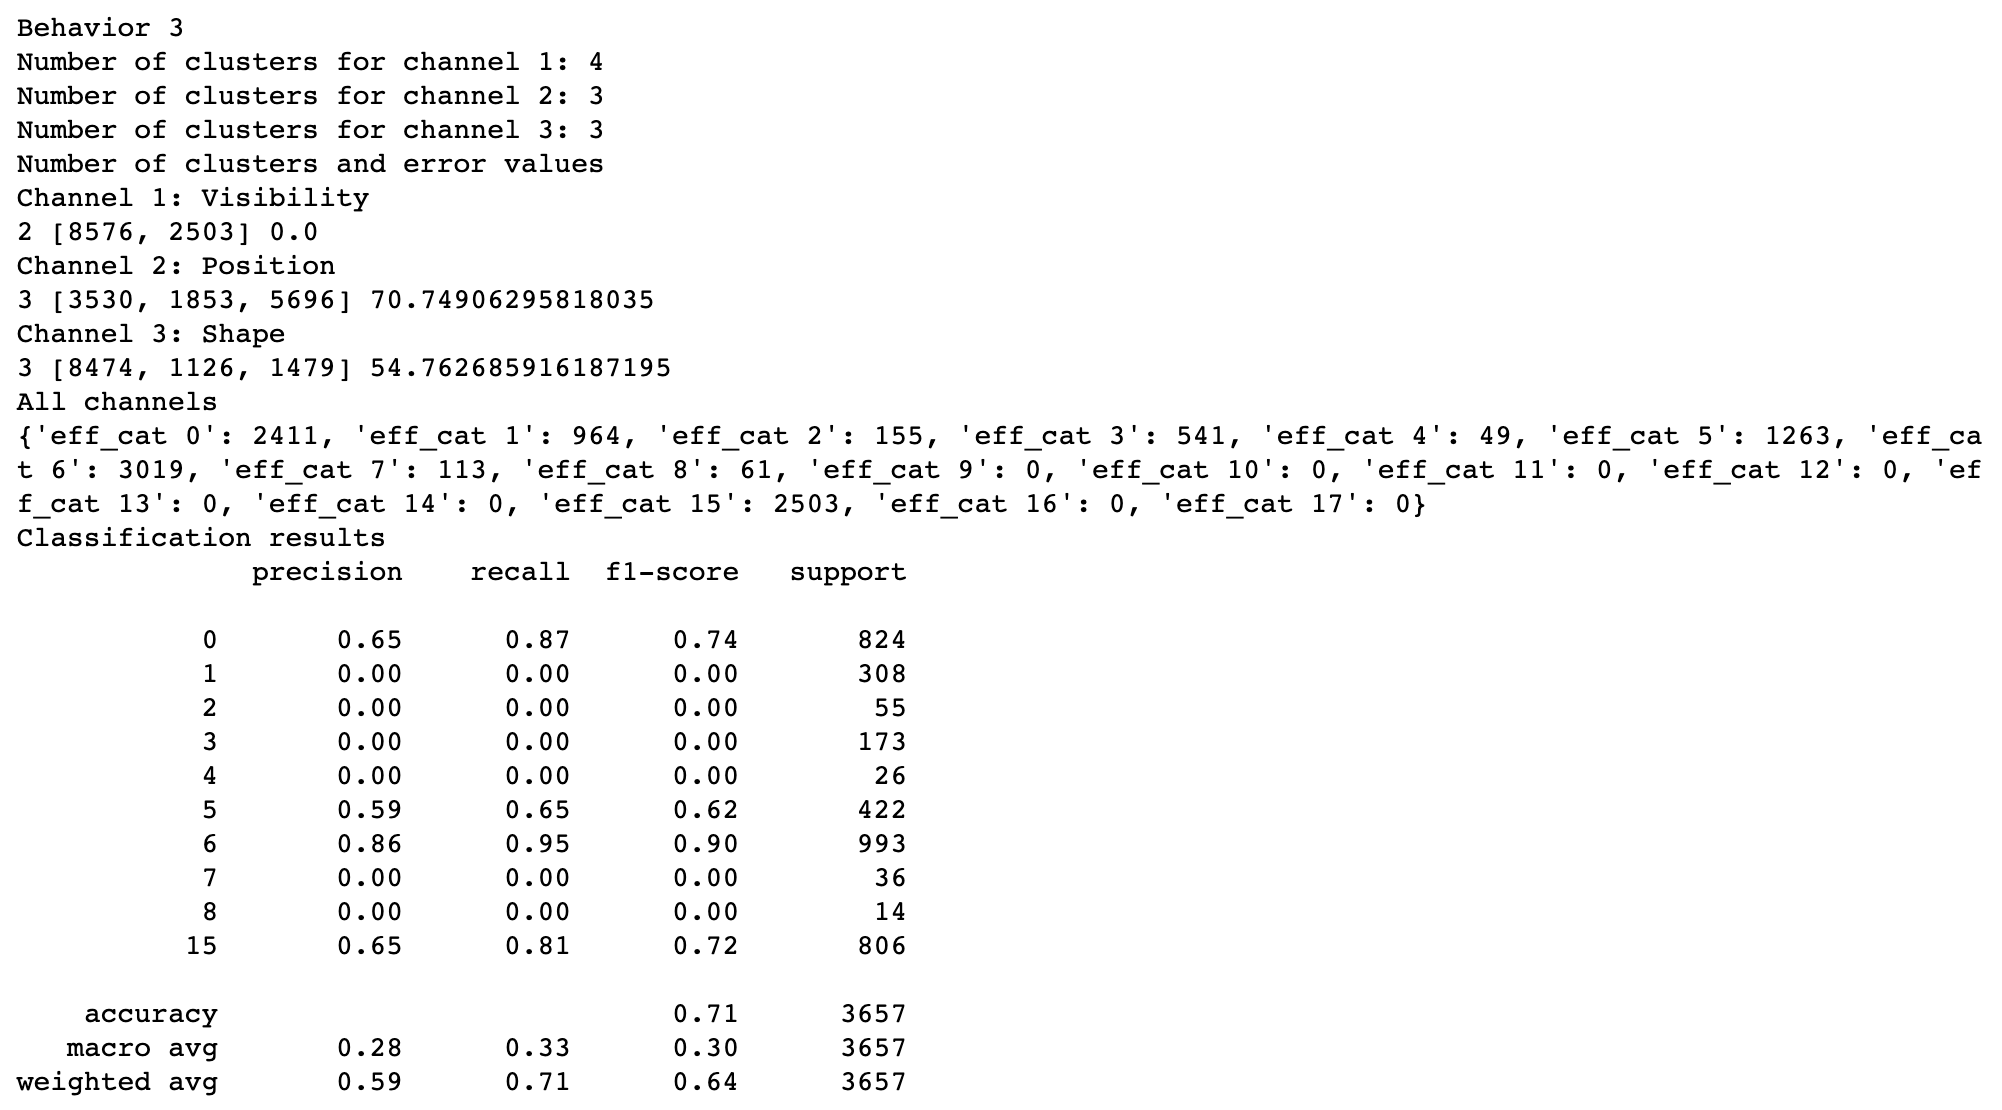 Behavior 3
Number of clusters for channel 1: 4
Number of clusters for channel 2: 3
Number of clusters for channel 3: 3
Number of clusters and error values
Channel 1: Visibility
2 [8576, 2503] 0.0
Channel 2: Position
3 [3530, 1853, 5696] 70.74906295818035
Channel 3: Shape
3 [8474, 1126, 1479] 54.762685916187195
All channels
{'eff_cat 0': 2411, 'eff_cat 1': 964, 'eff_cat 2': 155, 'eff_cat 3': 541, 'eff_cat 4': 49, 'eff_cat 5': 1263, 'eff_ca
t 6': 3019, 'eff_cat 7': 113, 'eff_cat 8': 61, 'eff_cat 9': 0, 'eff_cat 10': 0, 'eff_cat 11': 0, 'eff_cat 12': 0, 'ef
f_cat 13': 0, 'eff_cat 14': 0, 'eff_cat 15': 2503, 'eff_cat 16': 0, 'eff_cat 17': 0}
Classification results
precision recall f1-score support
0 0.65 0.87 0.74 824
1 0.00 0.00 0.00 308
2 0.00 0.00 0.00 55
3 0.00 0.00 0.00 173
4 0.00 0.00 0.00 26
5 0.59 0.65 0.62 422
6 0.86 0.95 0.90 993
7 0.00 0.00 0.00 36
8 0.00 0.00 0.00 14
15 0.65 0.81 0.72 806
accuracy 0.71 3657
macro avg 0.28 0.33 0.30 3657
weighted avg 0.59 0.71 0.64 3657